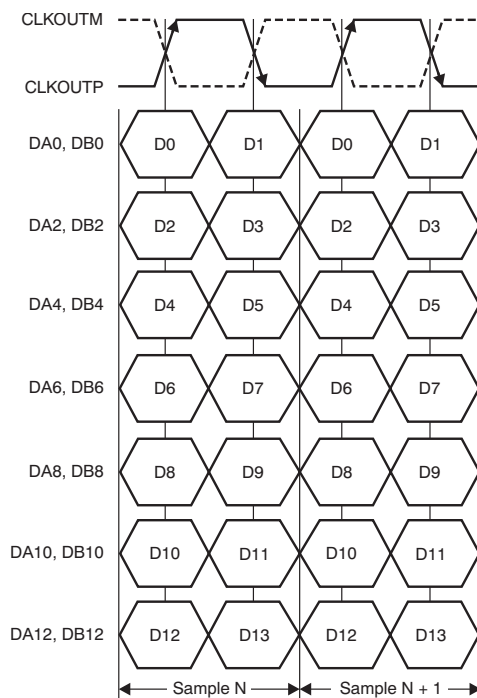 CLKOUTM
CLKOUTP
DA0, DB0 D0 D1 D0 D1
DA2, DB2 D2 D3 D2 D3
DA4, DB4 D4 D5 D4 D5
DA6, DB6 D6 D7 D6 D7
DA8, DB8 D8 D9 D8 D9
DA10, DB10 D10 D11 D10 D11
DA12, DB12 D12 D13 D12 D13
Sample N Sample N + 1